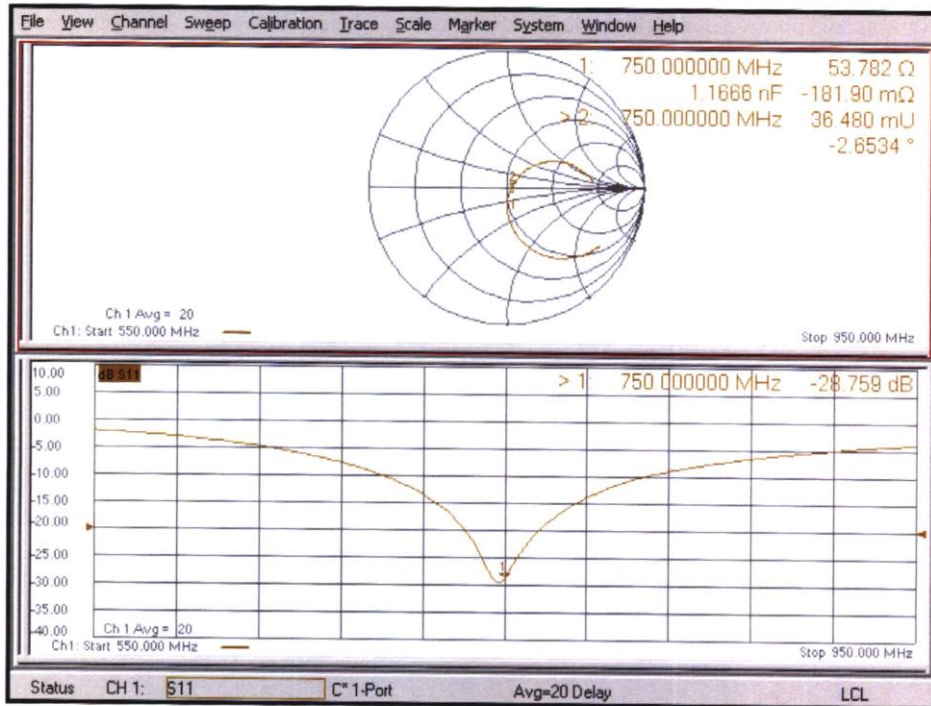 File View Channel Sweep Calibration Trace Scale Marker System Window Help
1: 750.000000 MHz 53.782 Ω
1.1666 nF -181.90 mΩ
> 2: 750.000000 MHz 36.480 mU
-2.6534 °
Ch 1 Avg = 20
Ch1: Start 550.000 MHz
Stop 950.000 MHz
10.00
dB S11
> 1: 750.000000 MHz -28.759 dB
5.00
0.00
-5.00
-10.00
-15.00
-20.00
-25.00
1
-30.00
-35.00
-40.00
Ch 1 Avg = 20
Ch1: Start 550.000 MHz
Stop 950.000 MHz
Status CH 1: S11 C* 1-Port Avg=20 Delay LCL